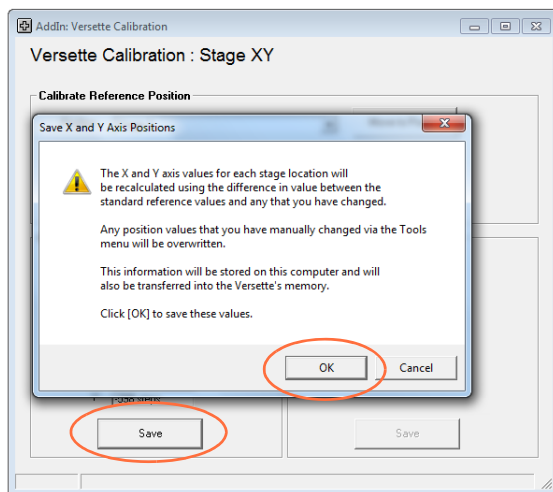 AddIn: Versette Calibration
Versette Calibration : Stage XY
Calibrate Reference Position
Save X and Y Axis Positions
The X and Y axis values for each stage location will
be recalculated using the difference in value between the
standard reference values and any that you have changed.
Any position values that you have manually changed via the Tools
menu will be overwritten.
This information will be stored on this computer and will
also be transferred into the Versette's memory.
Click [OK] to save these values.
OK Cancel
steps
Save Save